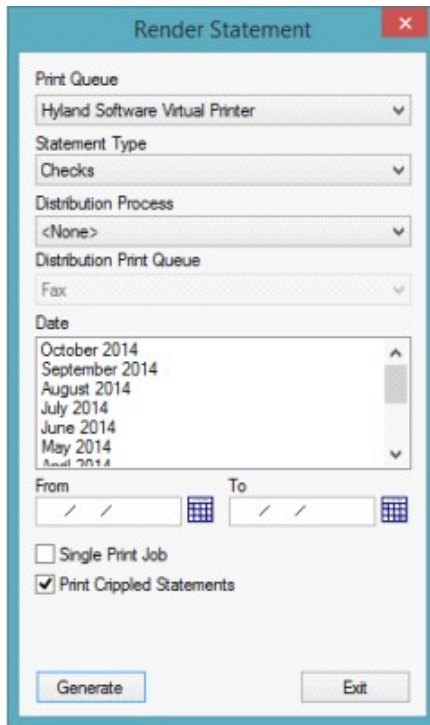 Render Statement
Print Queue
Hyland Software Virtual Printer
Statement Type
Checks
Distribution Process
<None>
Distribution Print Queue
Fax
Date
October 2014
September 2014
August 2014
July 2014
June 2014
May 2014
April 2014
From To
/ / / /
Single Print Job
Print Crippled Statements
Generate Exit